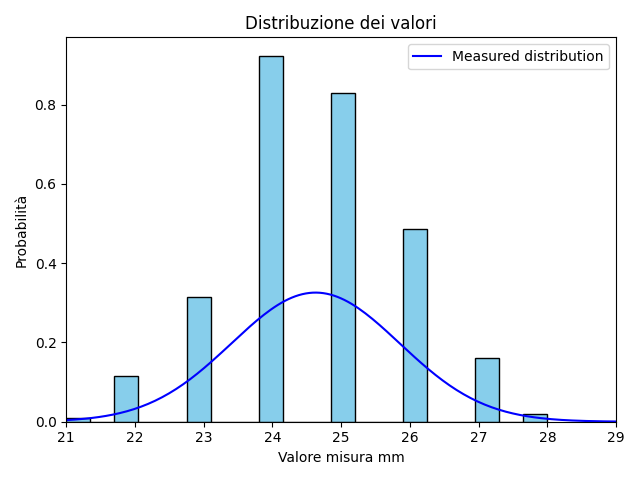 Distribuzione dei valori
Measured distribution
Probabilità
0.8
0.6
0.4
0.2
0.0
21 22 23 24 25 26 27 28 29
Valore misura mm